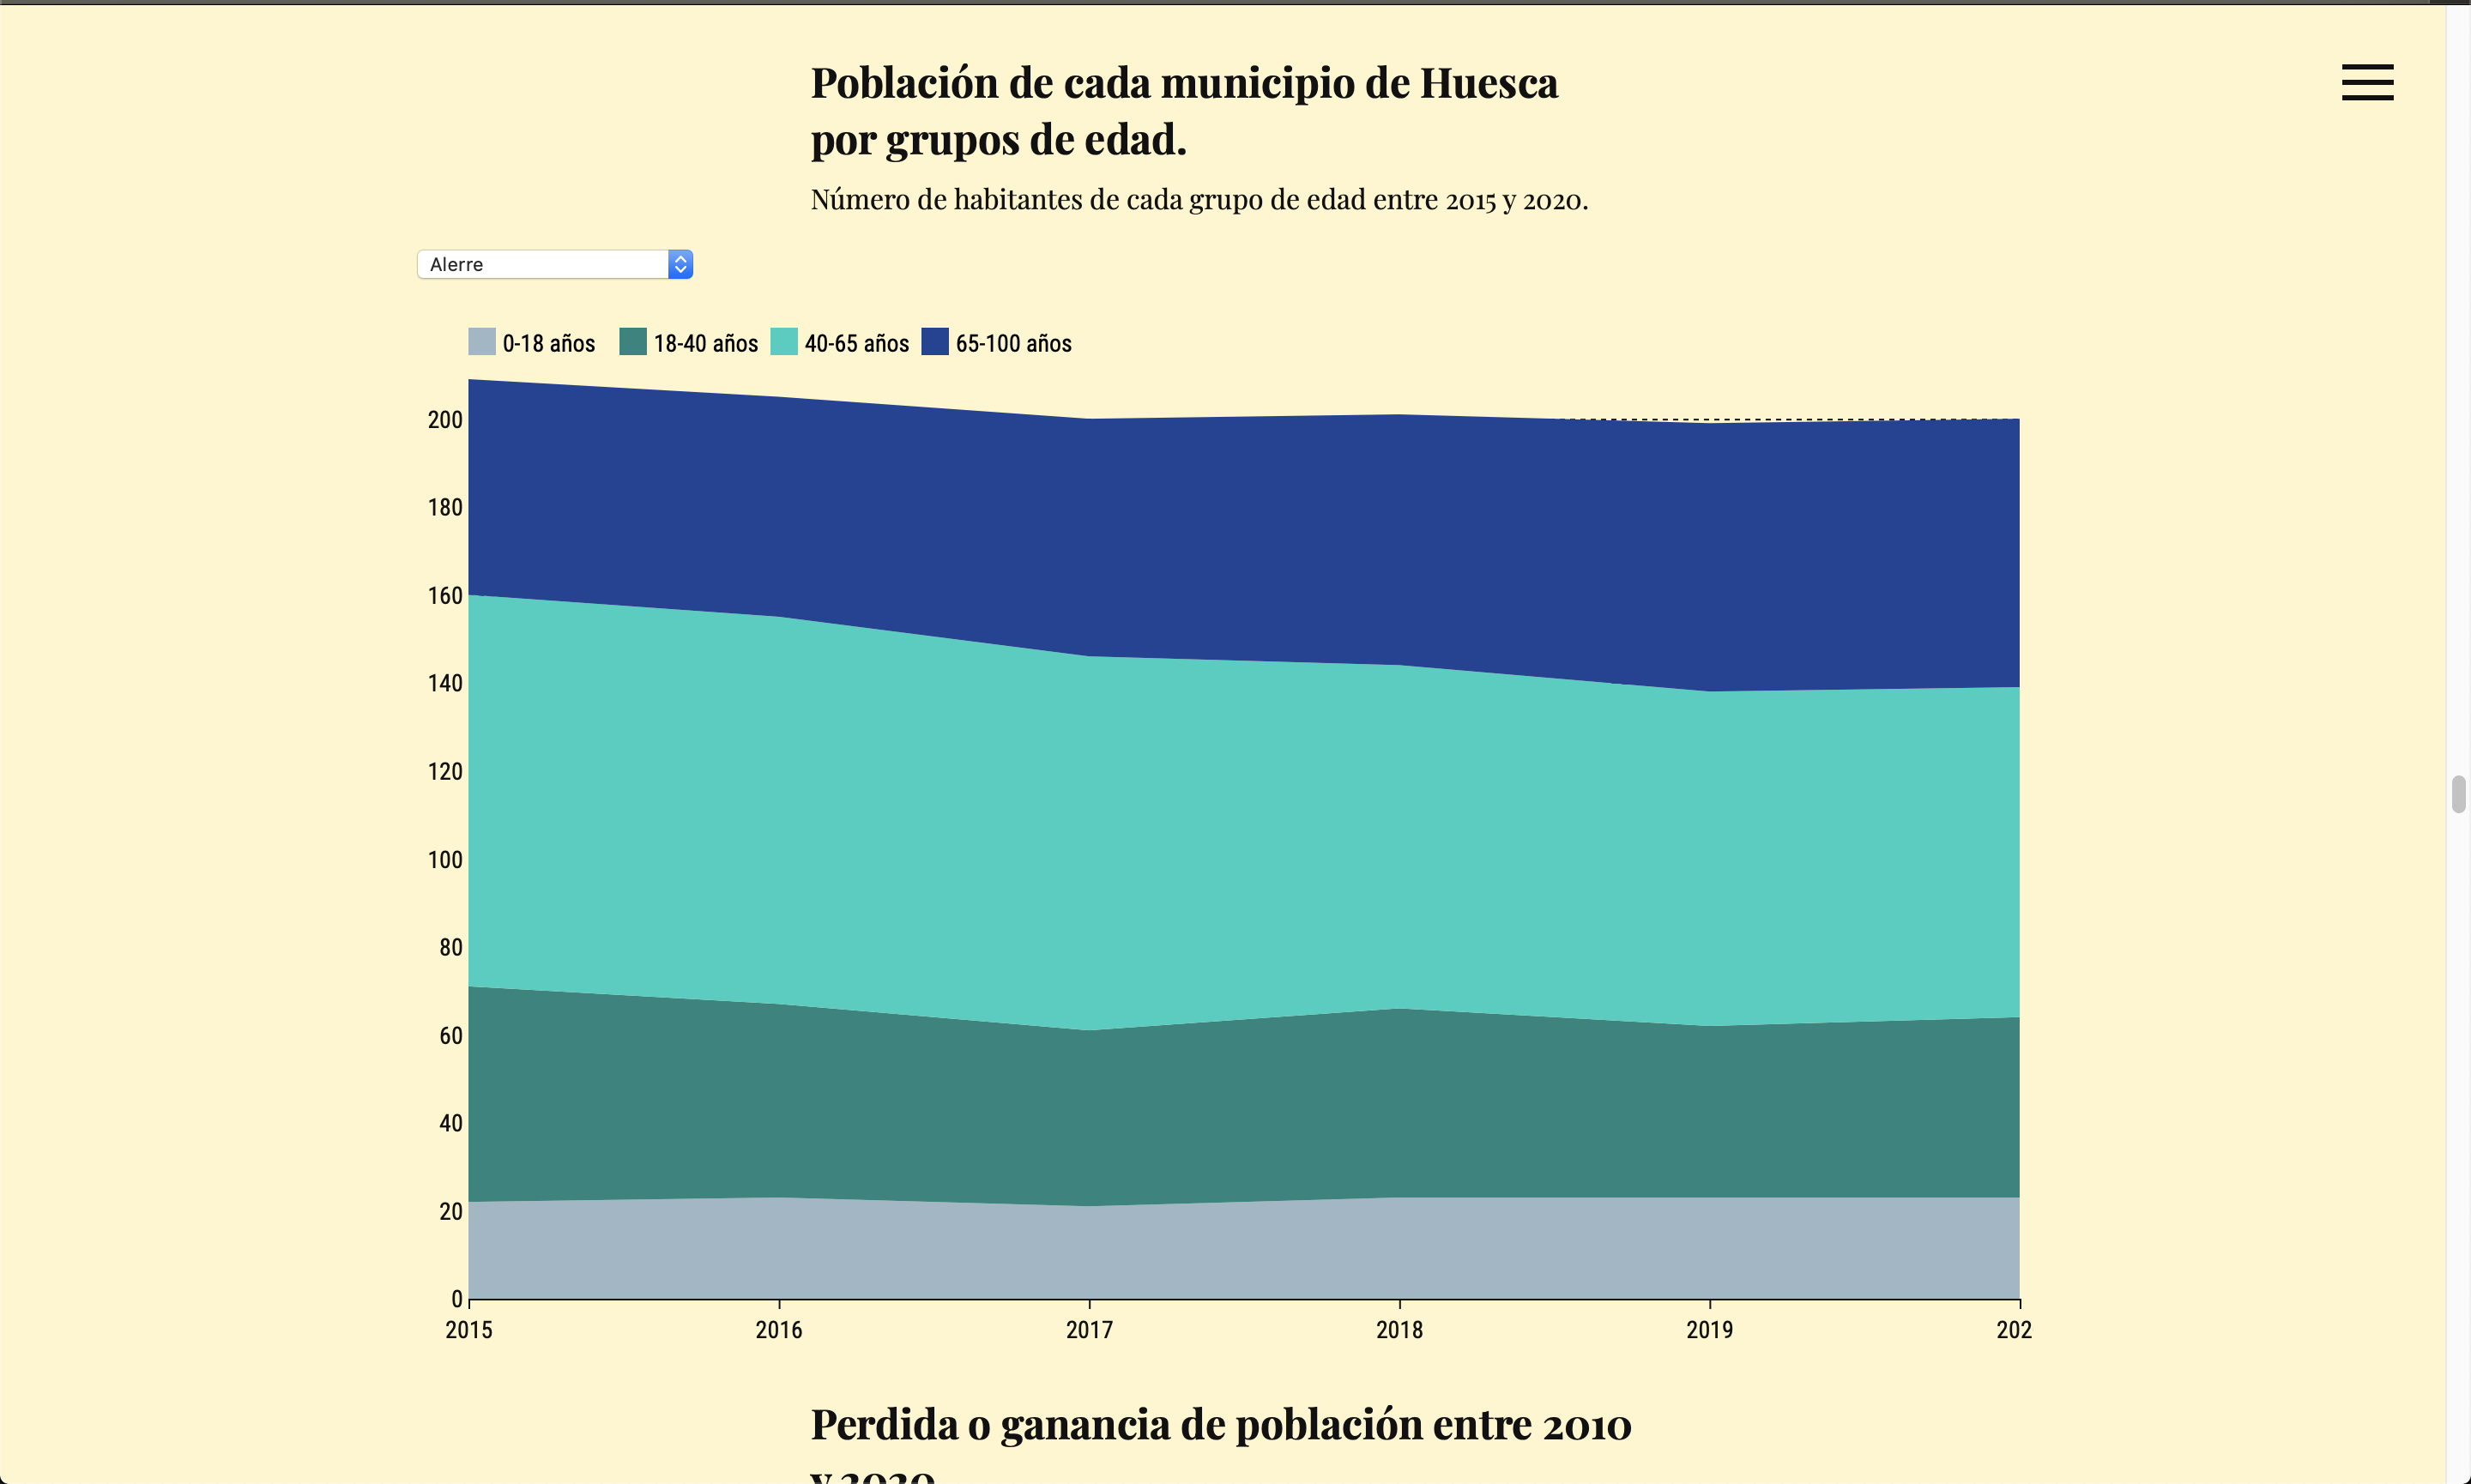 Población de cada municipio de Huesca
por grupos de edad.
Número de habitantes de cada grupo de edad entre 2015 y 2020.
Alerre
0-18 años 18-40 años 40-65 años 65-100 años
200
180
160
140
120
100
80
60
40
20
0
2015 2016 2017 2018 2019 202
Perdida o ganancia de población entre 2010
y 2020